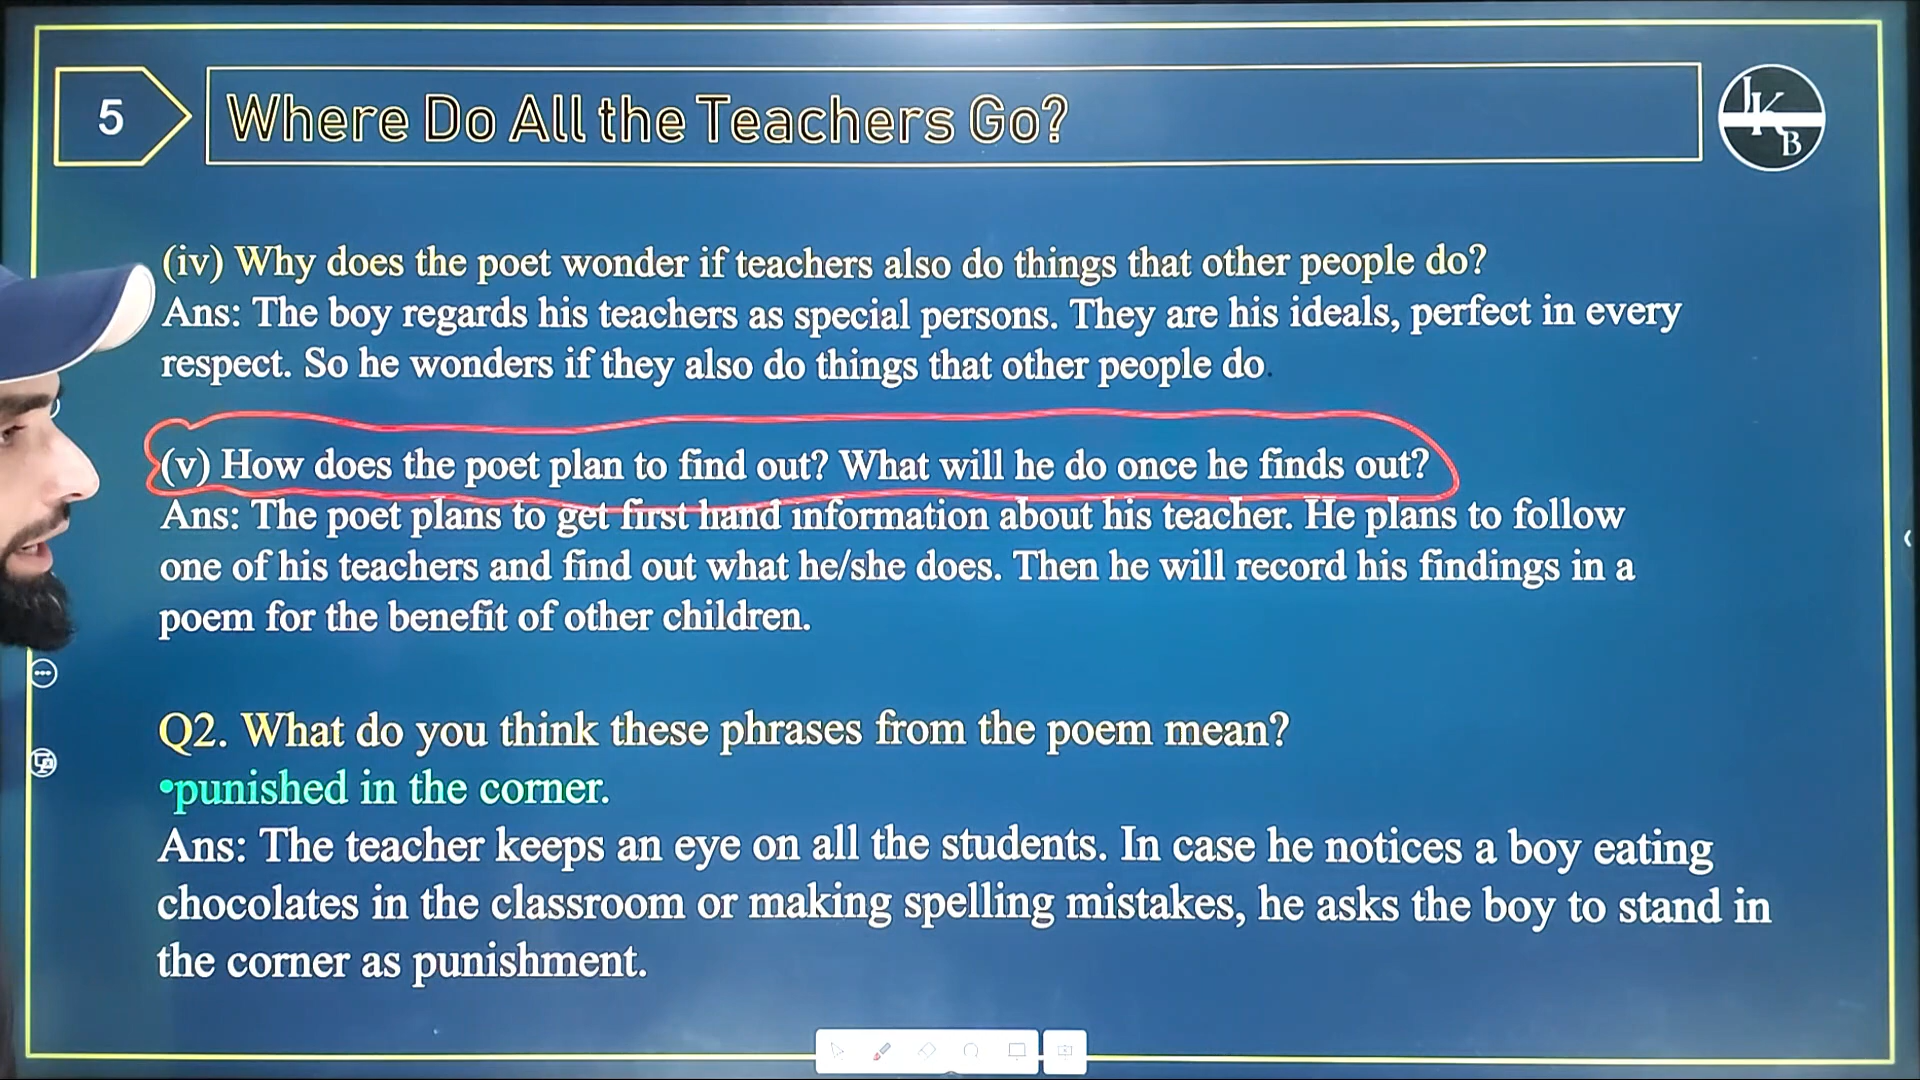 5
Where Do All the Teachers Go?
JK
B
(iv) Why does the poet wonder if teachers also do things that other people do?
Ans: The boy regards his teachers as special persons. They are his ideals, perfect in every
respect. So he wonders if they also do things that other people do.
(v) How does the poet plan to find out? What will he do once he finds out?
Ans: The poet plans to get first hand information about his teacher. He plans to follow
one of his teachers and find out what he/she does. Then he will record his findings in a
poem for the benefit of other children.
Q2. What do you think these phrases from the poem mean?
•punished in the corner.
Ans: The teacher keeps an eye on all the students. In case he notices a boy eating
chocolates in the classroom or making spelling mistakes, he asks the boy to stand in
the corner as punishment.